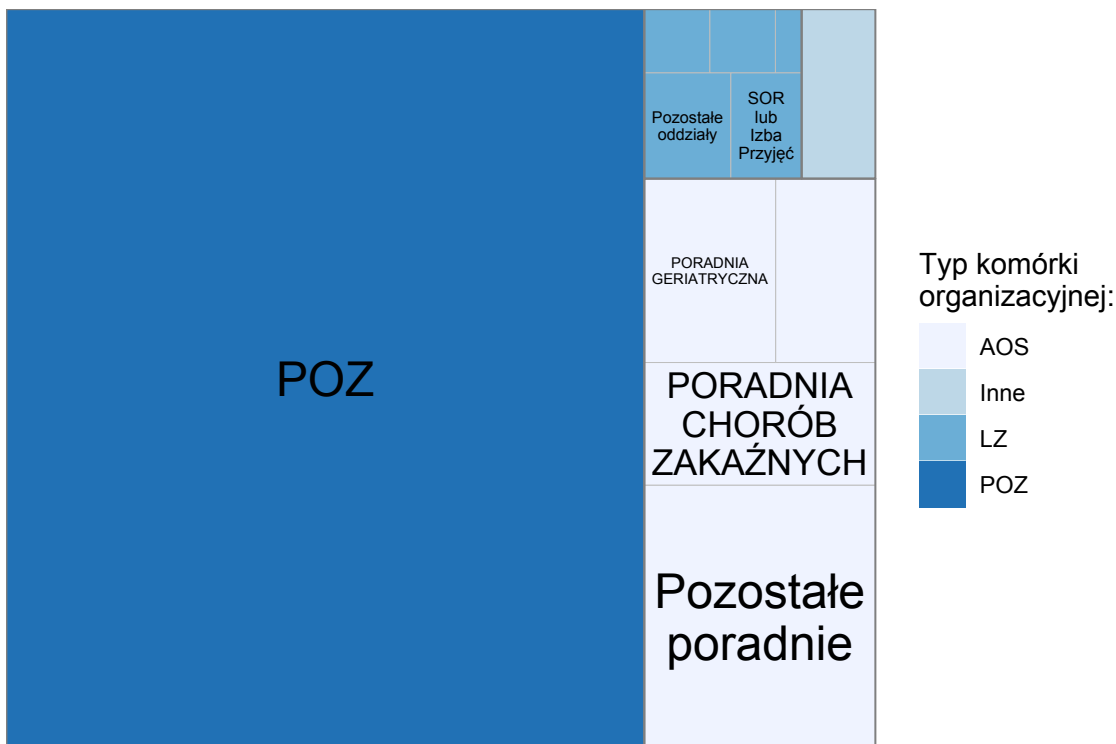 POZ
Pozostałe
oddziały
SOR
lub
Izba
Przyjęć
PORADNIA
GERIATRYCZNA
PORADNIA
CHORÓB
ZAKAŹNYCH
Pozostałe
poradnie
Typ komórki
organizacyjnej:
AOS
Inne
LZ
POZ